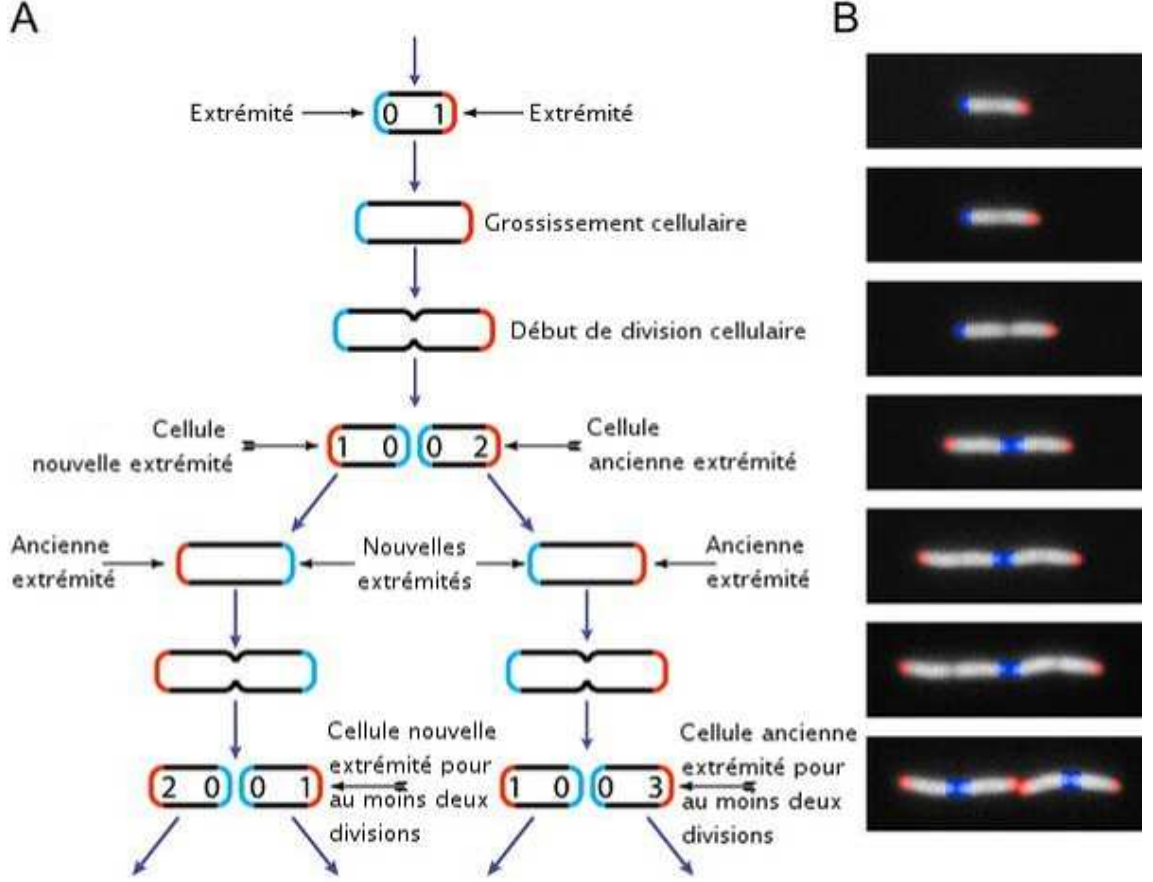 A
B
Extrémité
0 1
Extrémité
Grossissement cellulaire
Début de division cellulaire
Cellule
nouvelle extrémité
1 0
0 2
Cellule
ancienne extrémité
Ancienne
extrémité
Nouvelles
extrémités
Ancienne
extrémité
2 0
0 1
Cellule nouvelle
extrémité pour
au moins deux
divisions
1 0
0 3
Cellule ancienne
extrémité pour
au moins deux
divisions